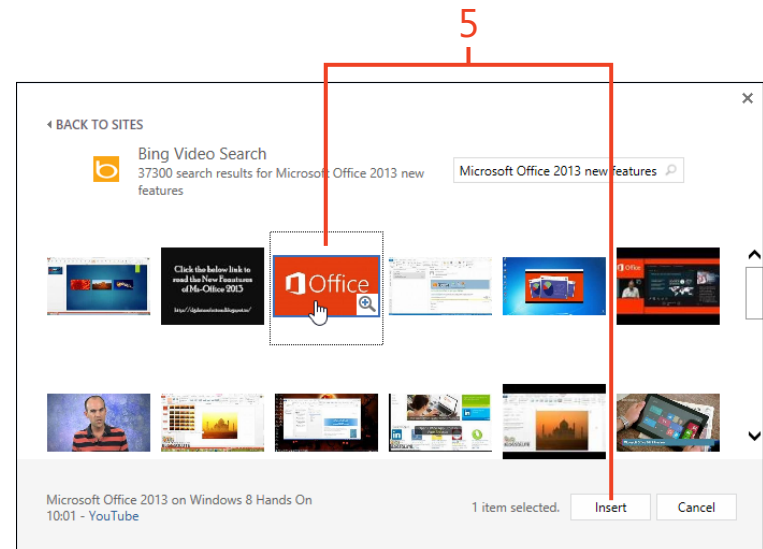 5
BACK TO SITES
Bing Video Search
37300 search results for Microsoft Office 2013 new
features
Microsoft Office 2013 new features
Click the below link to
read the New Feautures
of Ms-Office 2013
Office
Microsoft Office 2013 on Windows 8 Hands On
10:01 - YouTube
1 item selected.
Insert
Cancel